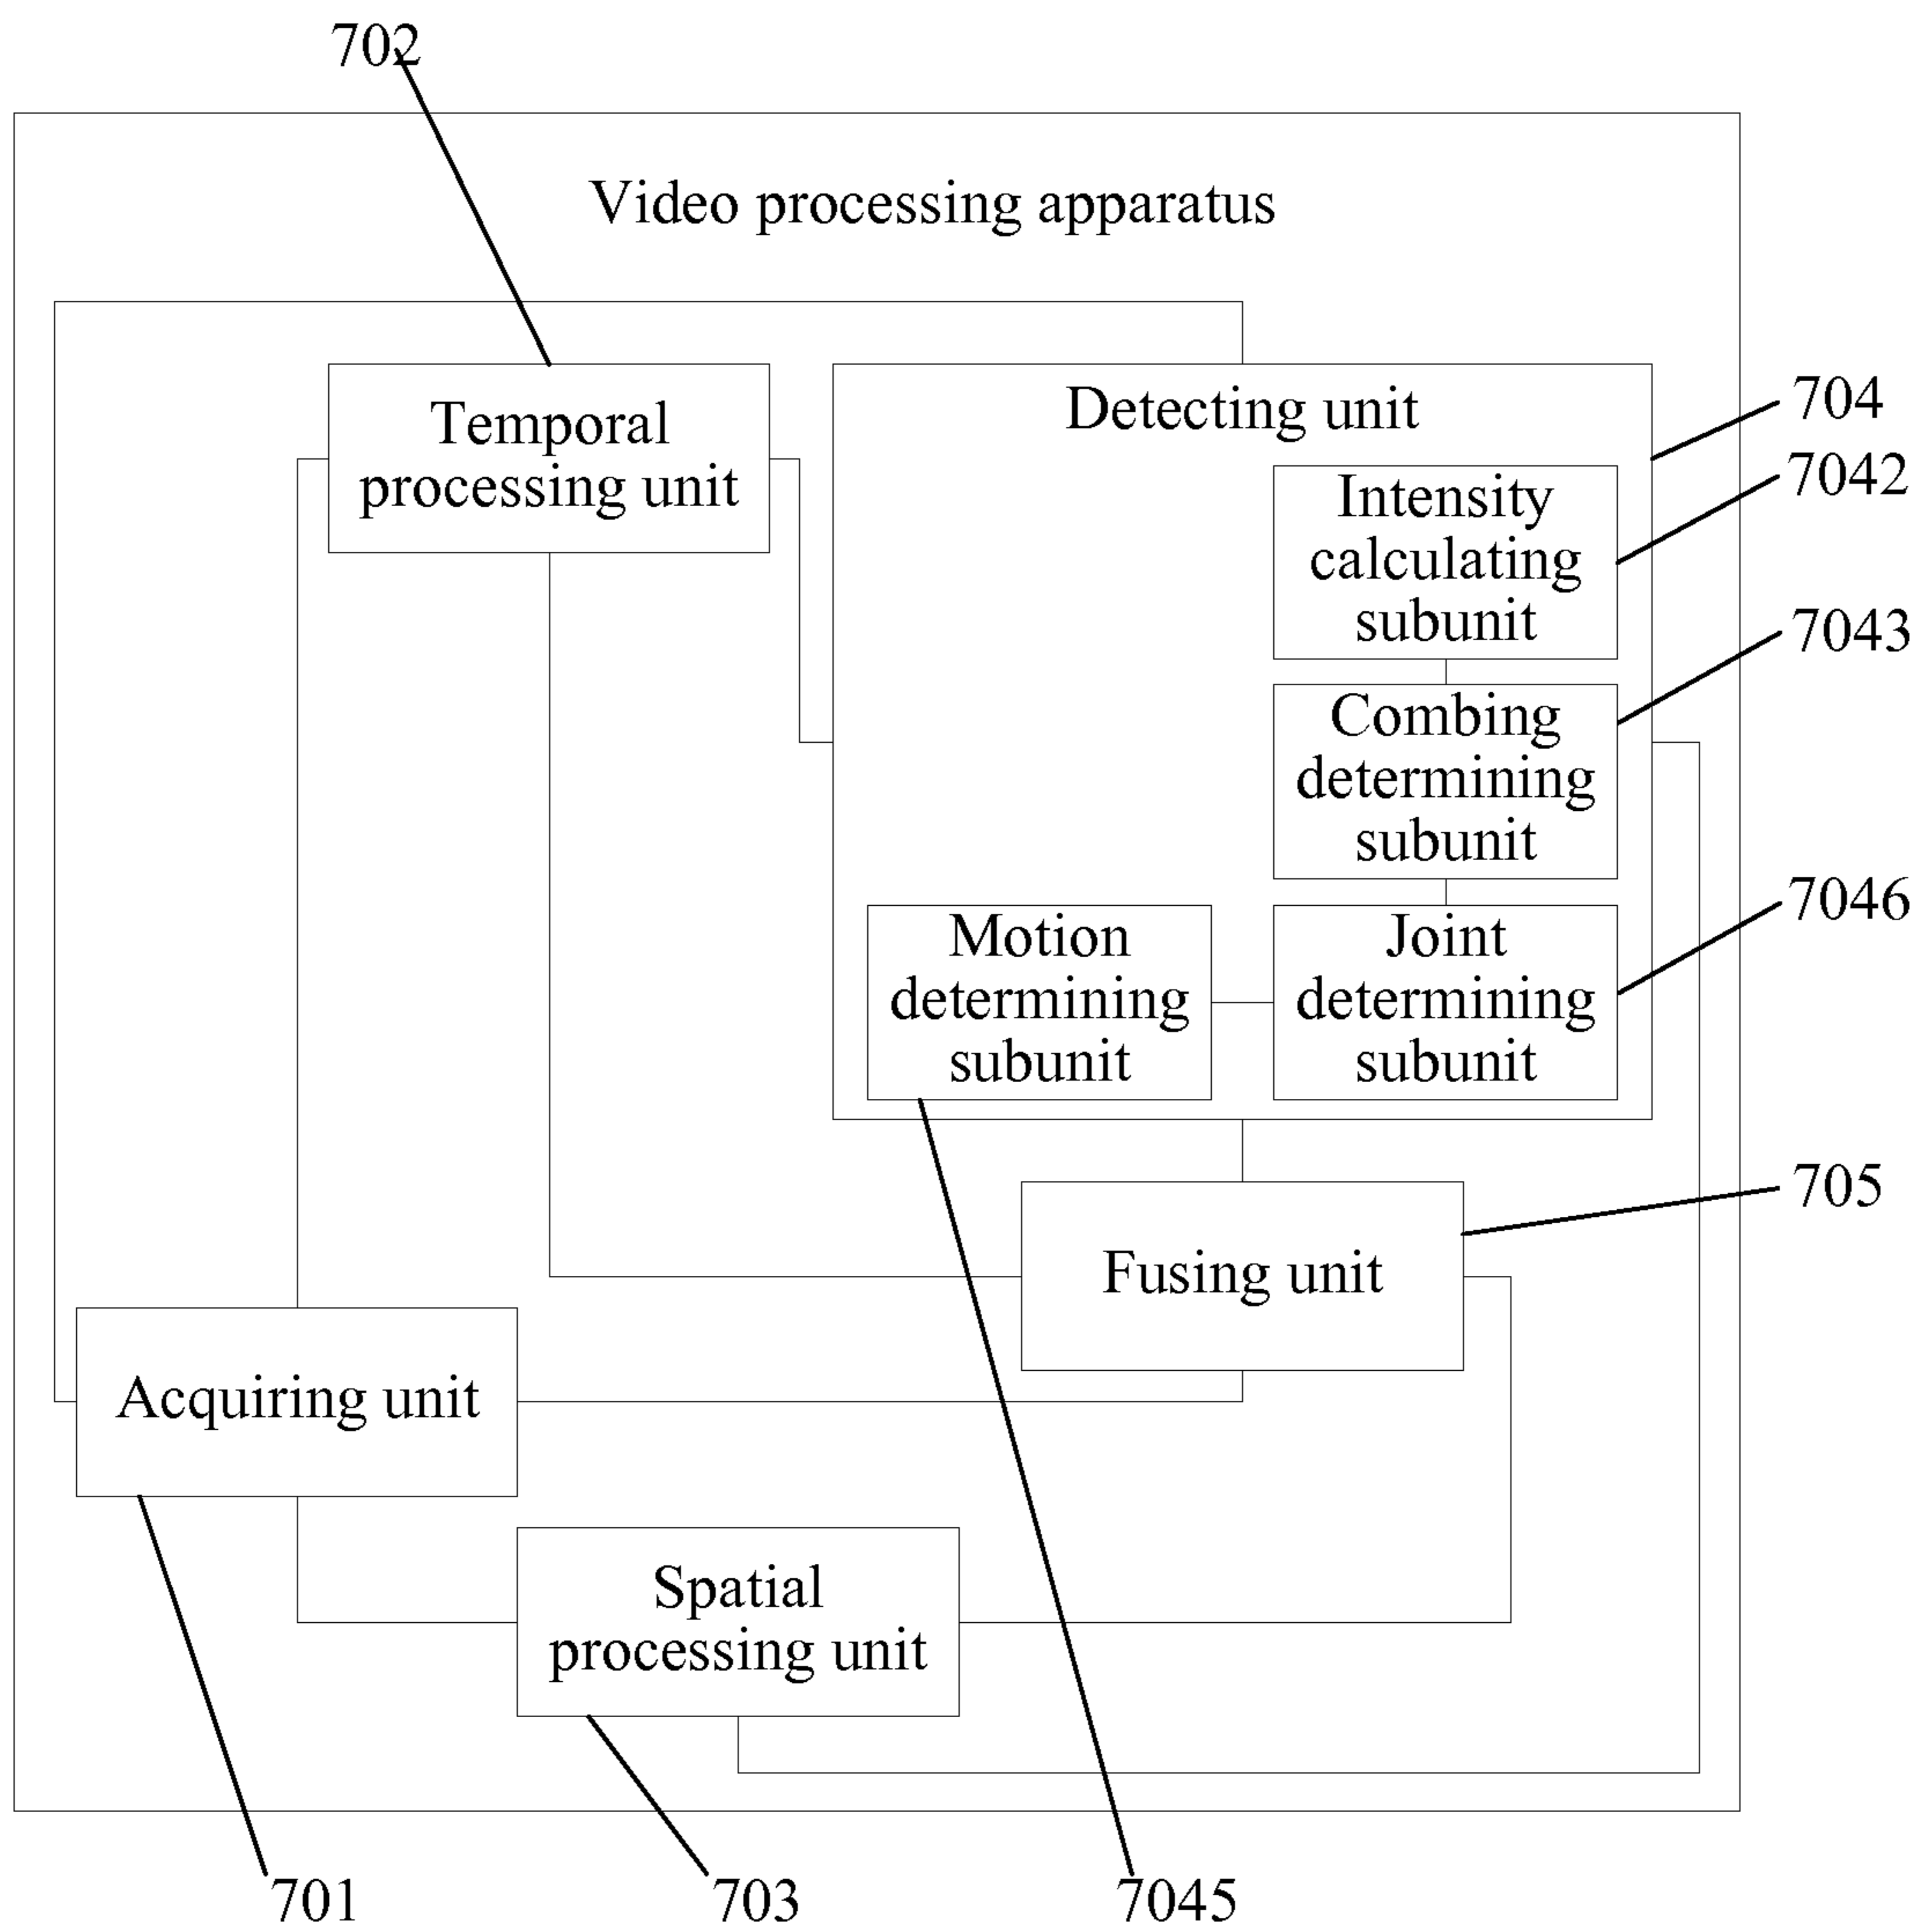 702
Video processing apparatus
Temporal
processing unit
Detecting unit
704
Intensity
calculating
subunit
7042
Combing
determining
subunit
7043
Motion
determining
subunit
Joint
determining
subunit
7046
Fusing unit
705
Acquiring unit
Spatial
processing unit
701
703
7045